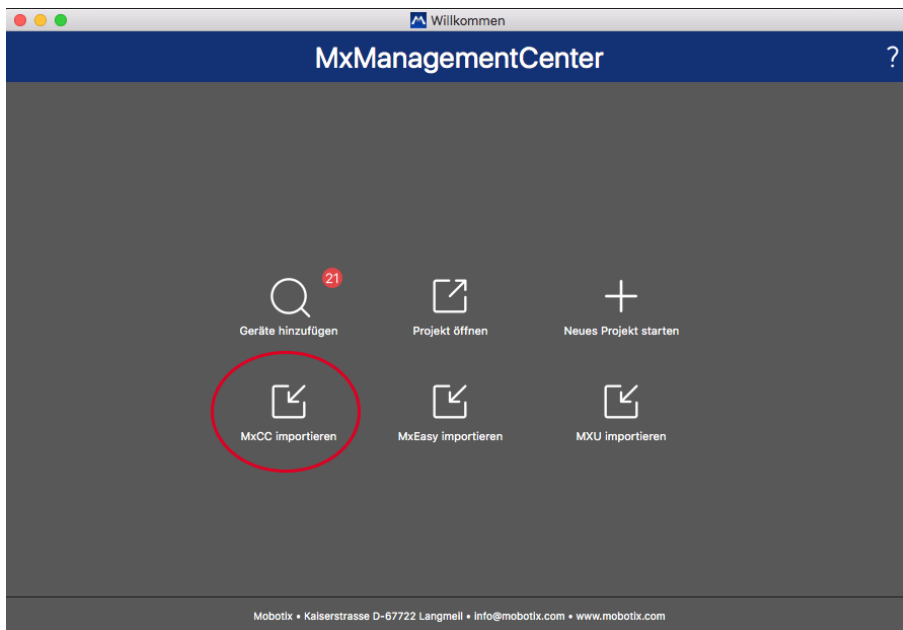 Willkommen
MxManagementCenter
?
21
Geräte hinzufügen
Projekt öffnen
Neues Projekt starten
MxCC importieren
MxEasy importieren
MXU importieren
Mobotix • Kaiserstrasse D-67722 Langmeil • info@mobotix.com • www.mobotix.com